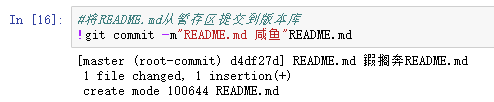 In [16]: #将README.md从暂存区提交到版本库
!git commit -m"README.md 咸鱼"README.md
[master (root-commit) d4df27d] README.md 鍜搁奔README.md
1 file changed, 1 insertion(+)
create mode 100644 README.md